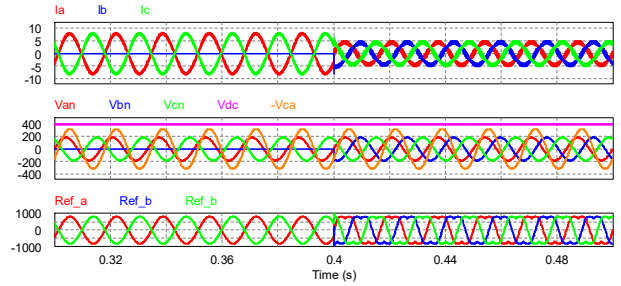 Ia Ib Ic
10
5
0
-5
-10
Van Vbn Vcn Vdc -Vca
400
200
0
-200
-400
Ref_a Ref_b Ref_b
1000
0
-1000
0.32 0.36 0.4 0.44 0.48
Time (s)